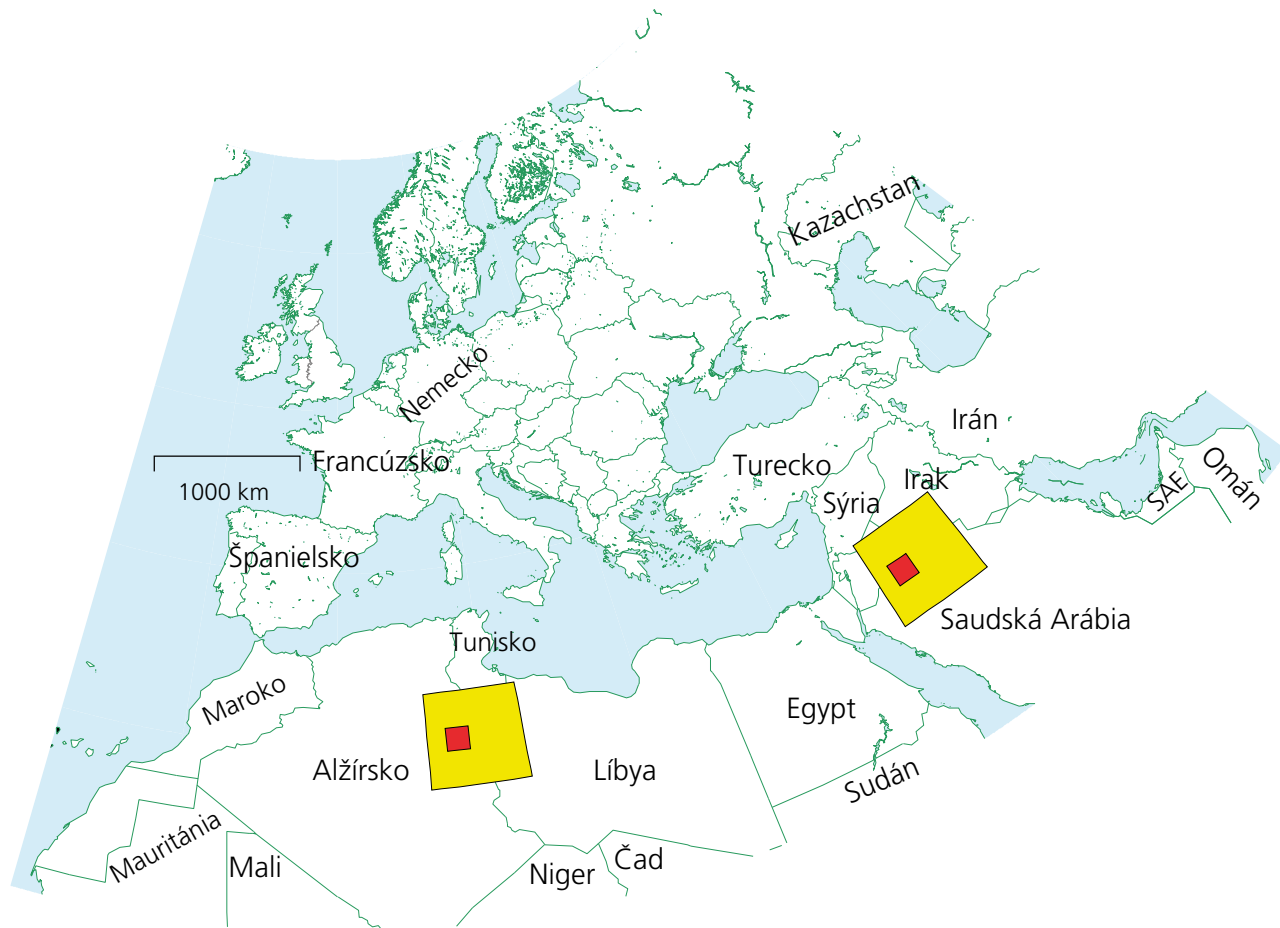 Kazachstan
Nemecko
Irán
Francúzsko
Turecko
Irak
Omán
SAE
1000 km
Sýria
Španielsko
Saudská Arábia
Tunisko
Maroko
Egypt
Alžírsko
Líbya
Sudán
Mauritánia
Mali
Niger
Čad